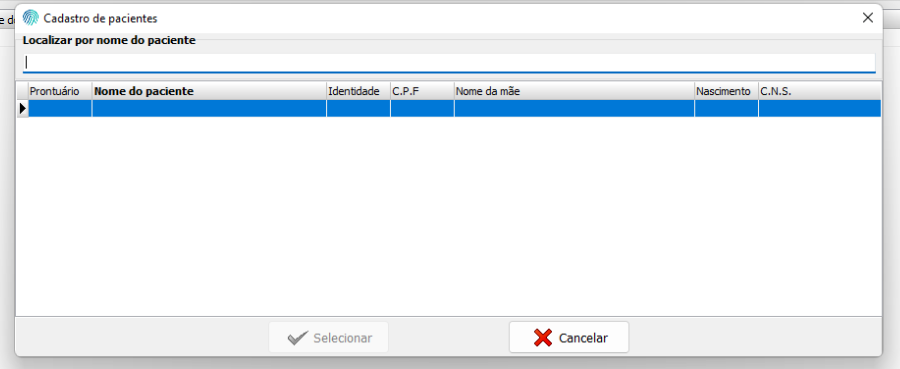 Cadastro de pacientes
Localizar por nome do paciente
Prontuário Nome do paciente Identidade C.P.F Nome da mãe Nascimento C.N.S.
Selecionar Cancelar